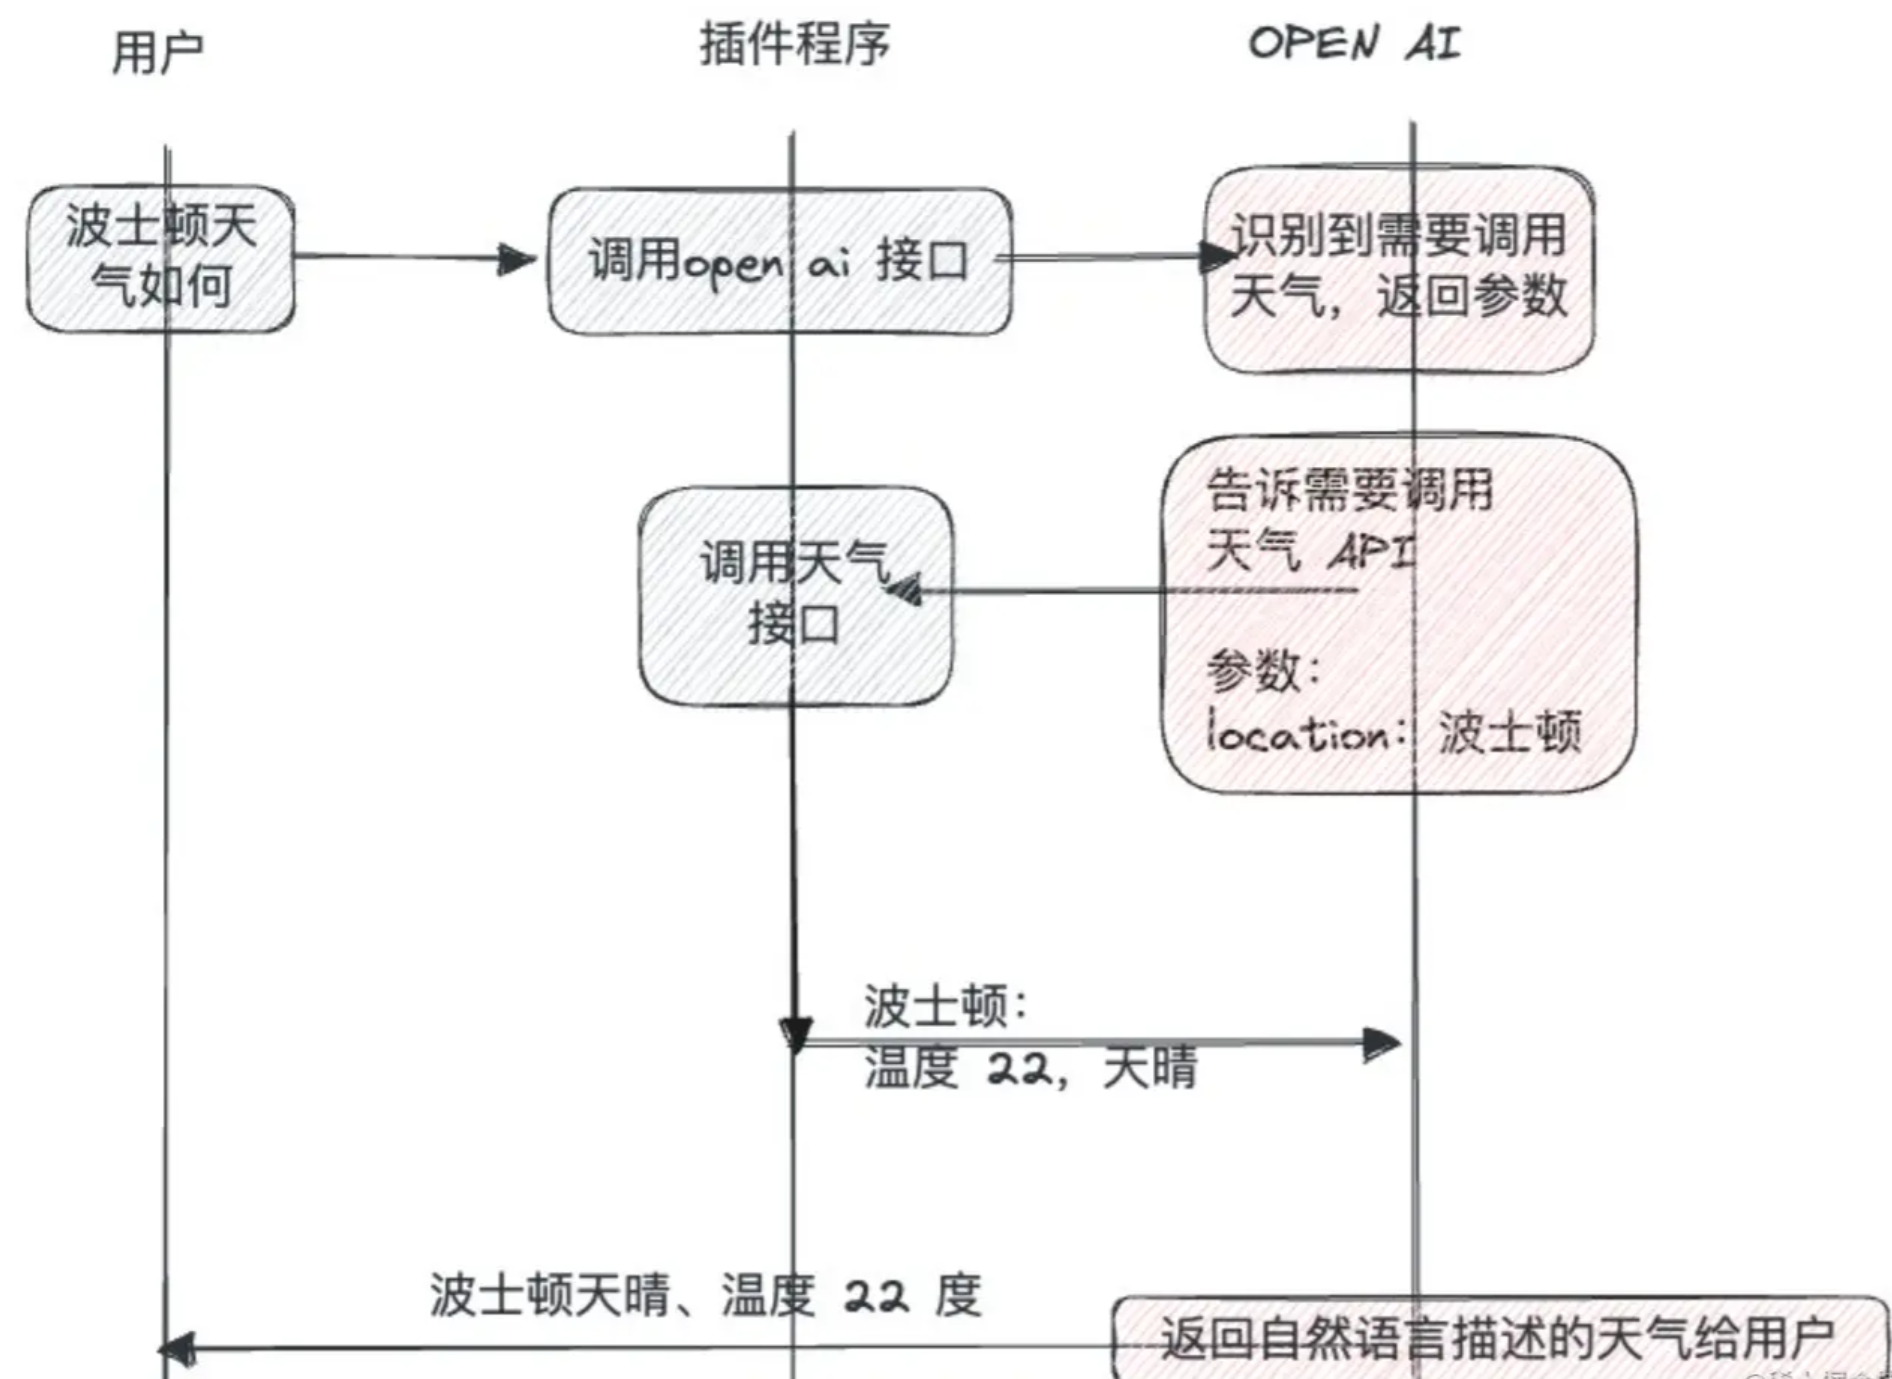 用户
插件程序
OPEN AI
波士顿天
气如何
调用open ai 接口
识别到需要调用
天气，返回参数
调用天气
接口
告诉需要调用
天气 API
参数：
location：波士顿
波士顿：
温度 22，天晴
波士顿天晴、温度 22 度
返回自然语言描述的天气给用户